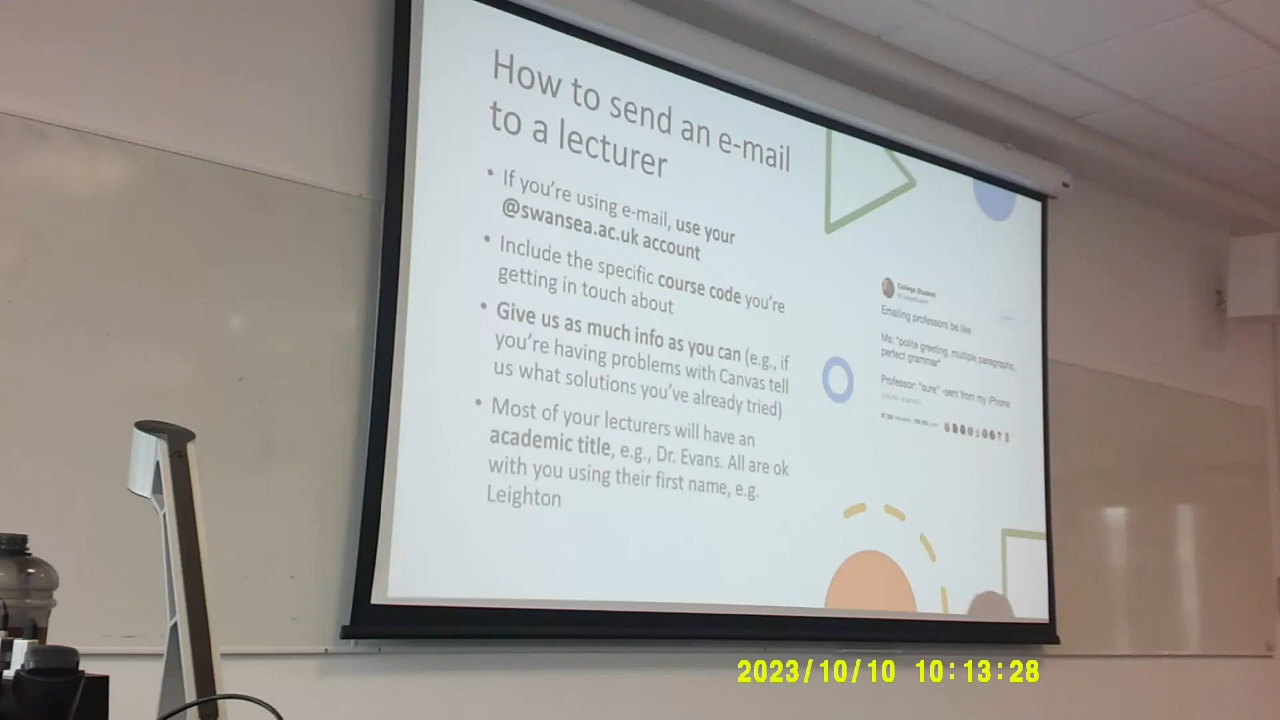 How to send an e-mail
to a lecturer
• If you're using e-mail, use your
@swansea.ac.uk account
• Include the specific course code you're
getting in touch about
• Give us as much info as you can (e.g., if
you're having problems with Canvas tell
us what solutions you've already tried)
• Most of your lecturers will have an
academic title, e.g., Dr. Evans. All are ok
with you using their first name, e.g.
Leighton
College Student
Emailing professors be like
Me: "polite greeting, multiple paragraphs,
perfect grammar"
Professor: "sure" -sent from my iPhone
2023/10/10 10:13:28